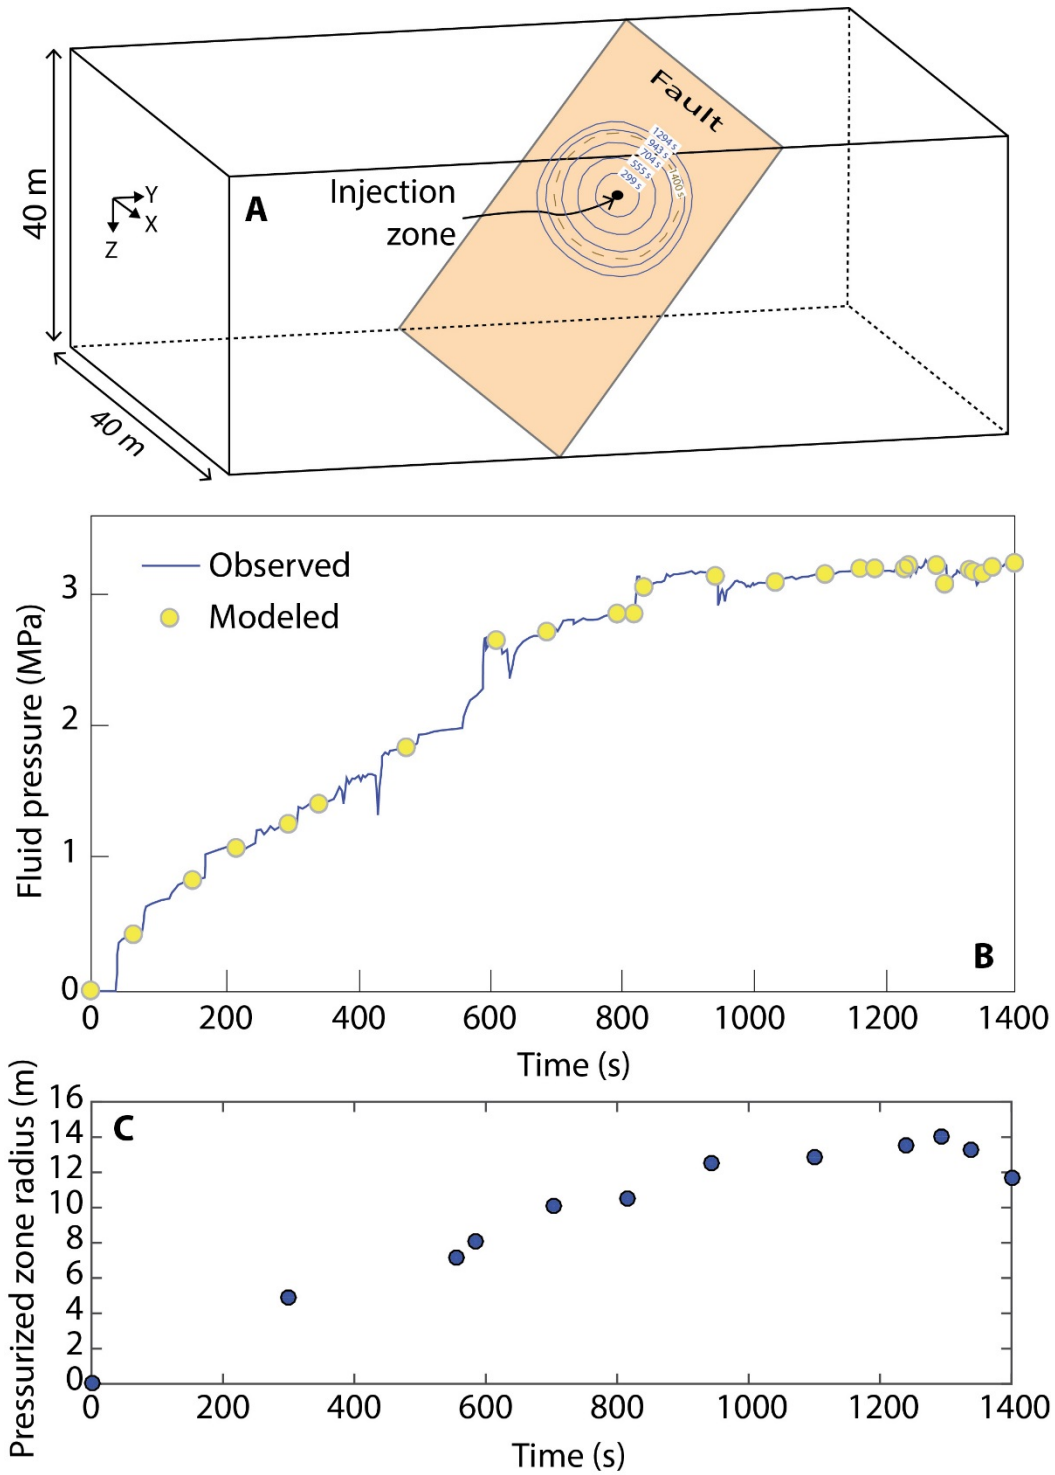 Fault
1294 s
943 s
704 s
555 s
299 s
1400 s
Injection
zone
A
Y
X
Z
40 m
40 m
Observed
Modeled
B
Fluid pressure (MPa)
3
2
1
0
0 200 400 600 800 1000 1200 1400
Time (s)
C
Pressurized zone radius (m)
16
14
12
10
8
6
4
2
0
0 200 400 600 800 1000 1200 1400
Time (s)